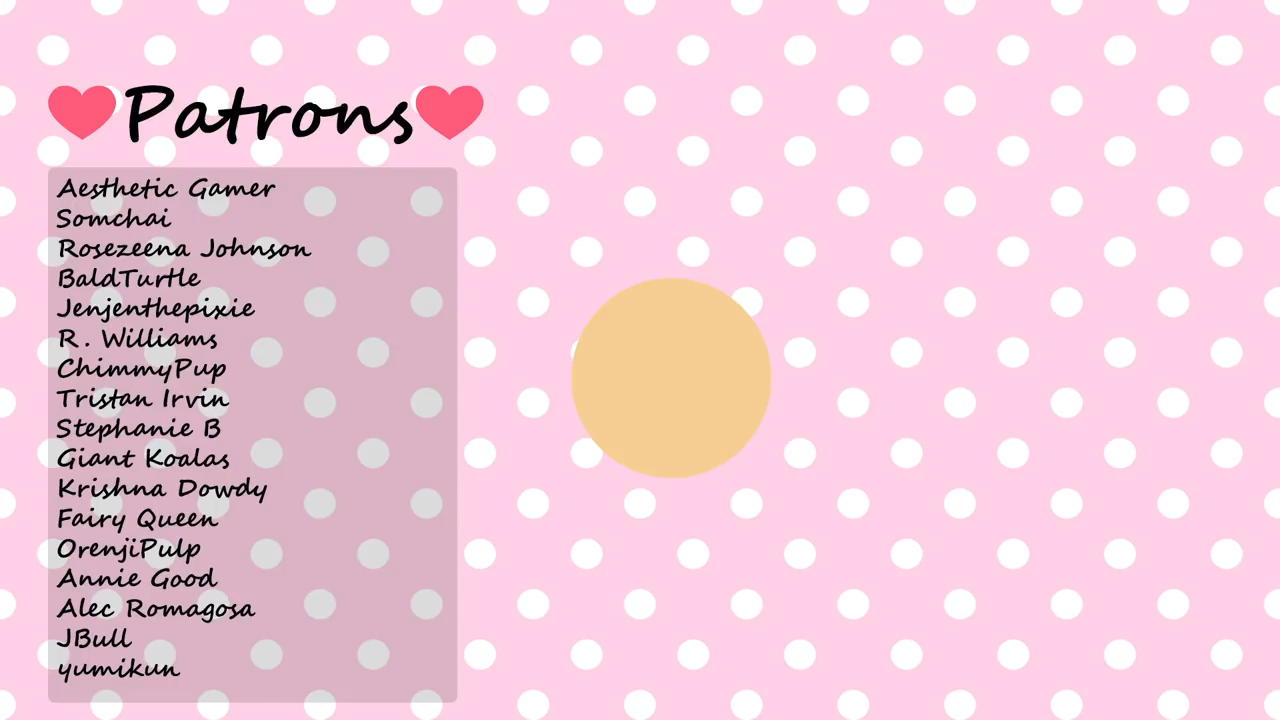 Patrons
Aesthetic Gamer
Somchai
Rosezeena Johnson
BaldTurtle
Jenjenthepixie
R. Williams
ChimmyPup
Tristan Irvin
Stephanie B
Giant Koalas
Krishna Dowdy
Fairy Queen
OrenjiPulp
Annie Good
Alec Romagosa
JBull
yumikun